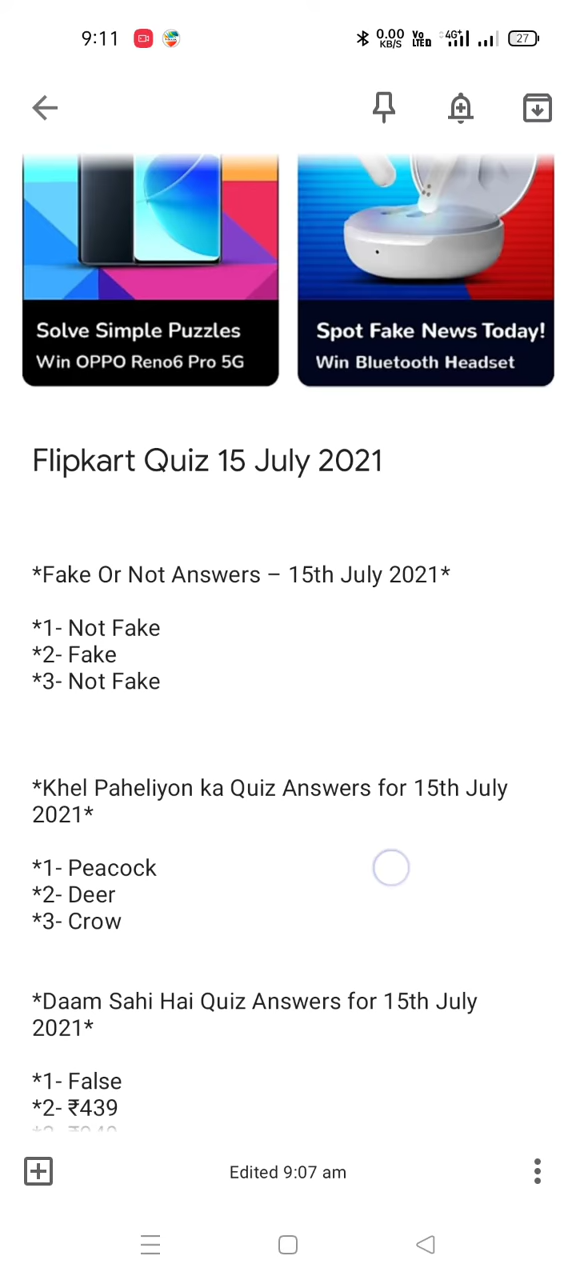 9:11 0.00 KB/S Vo LTED 4G+ 27
Solve Simple Puzzles
Win OPPO Reno6 Pro 5G
Spot Fake News Today!
Win Bluetooth Headset
Flipkart Quiz 15 July 2021
*Fake Or Not Answers – 15th July 2021*
*1- Not Fake
*2- Fake
*3- Not Fake
*Khel Paheliyon ka Quiz Answers for 15th July
2021*
*1- Peacock
*2- Deer
*3- Crow
*Daam Sahi Hai Quiz Answers for 15th July
2021*
*1- False
*2- ₹439
Edited 9:07 am